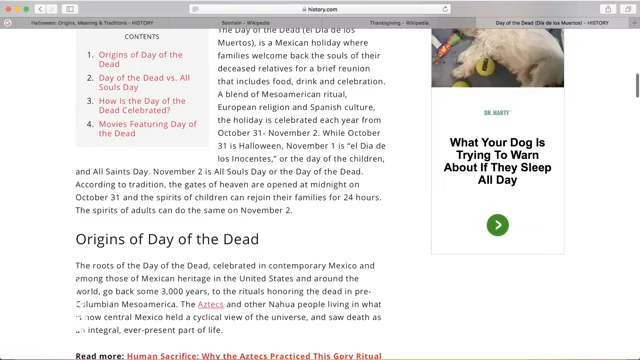 history.com
Halloween: Origins, Meaning & Traditions - HISTORY
Samhain - Wikipedia
Thanksgiving - Wikipedia
Day of the Dead (Día de los Muertos) - HISTORY
CONTENTS
1. Origins of Day of the
Dead
2. Day of the Dead vs. All
Souls Day
3. How Is the Day of the
Dead Celebrated?
4. Movies Featuring Day of
the Dead
The Day of the Dead (el Día de los
Muertos), is a Mexican holiday where
families welcome back the souls of their
deceased relatives for a brief reunion
that includes food, drink and celebration.
A blend of Mesoamerican ritual,
European religion and Spanish culture,
the holiday is celebrated each year from
October 31- November 2. While October
31 is Halloween, November 1 is "el Dia de
los Inocentes," or the day of the children,
and All Saints Day. November 2 is All Souls Day or the Day of the Dead.
According to tradition, the gates of heaven are opened at midnight on
October 31 and the spirits of children can rejoin their families for 24 hours.
The spirits of adults can do the same on November 2.
Origins of Day of the Dead
The roots of the Day of the Dead, celebrated in contemporary Mexico and
among those of Mexican heritage in the United States and around the
world, go back some 3,000 years, to the rituals honoring the dead in pre-
Columbian Mesoamerica. The Aztecs and other Nahua people living in what
is now central Mexico held a cyclical view of the universe, and saw death as
an integral, ever-present part of life.
Read more: Human Sacrifice: Why the Aztecs Practiced This Gory Ritual
DR. MARTY
What Your Dog Is
Trying To Warn
About If They Sleep
All Day